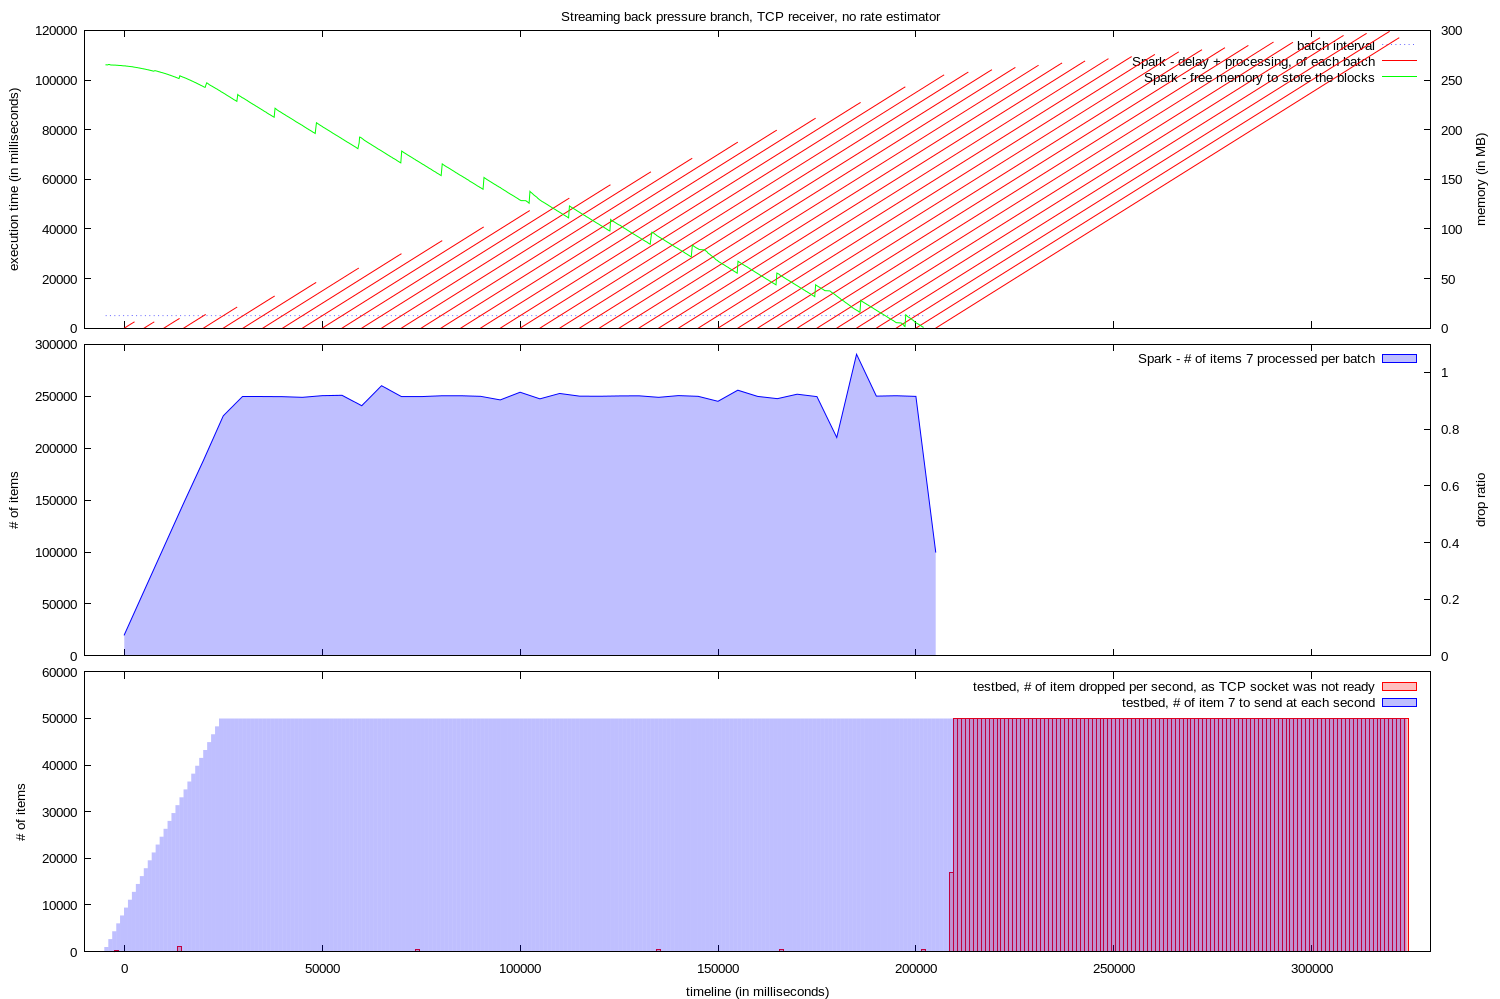 Streaming back pressure branch, TCP receiver, no rate estimator
120000
100000
80000
60000
40000
20000
0
execution time (in milliseconds)
batch interval
Spark - delay + processing, of each batch
Spark - free memory to store the blocks
300
250
200
150
100
50
0
memory (in MB)
300000
250000
200000
150000
100000
50000
0
# of items
Spark - # of items 7 processed per batch
1
0.8
0.6
0.4
0.2
0
drop ratio
60000
50000
40000
30000
20000
10000
0
# of items
testbed, # of item dropped per second, as TCP socket was not ready
testbed, # of item 7 to send at each second
0 50000 100000 150000 200000 250000 300000
timeline (in milliseconds)